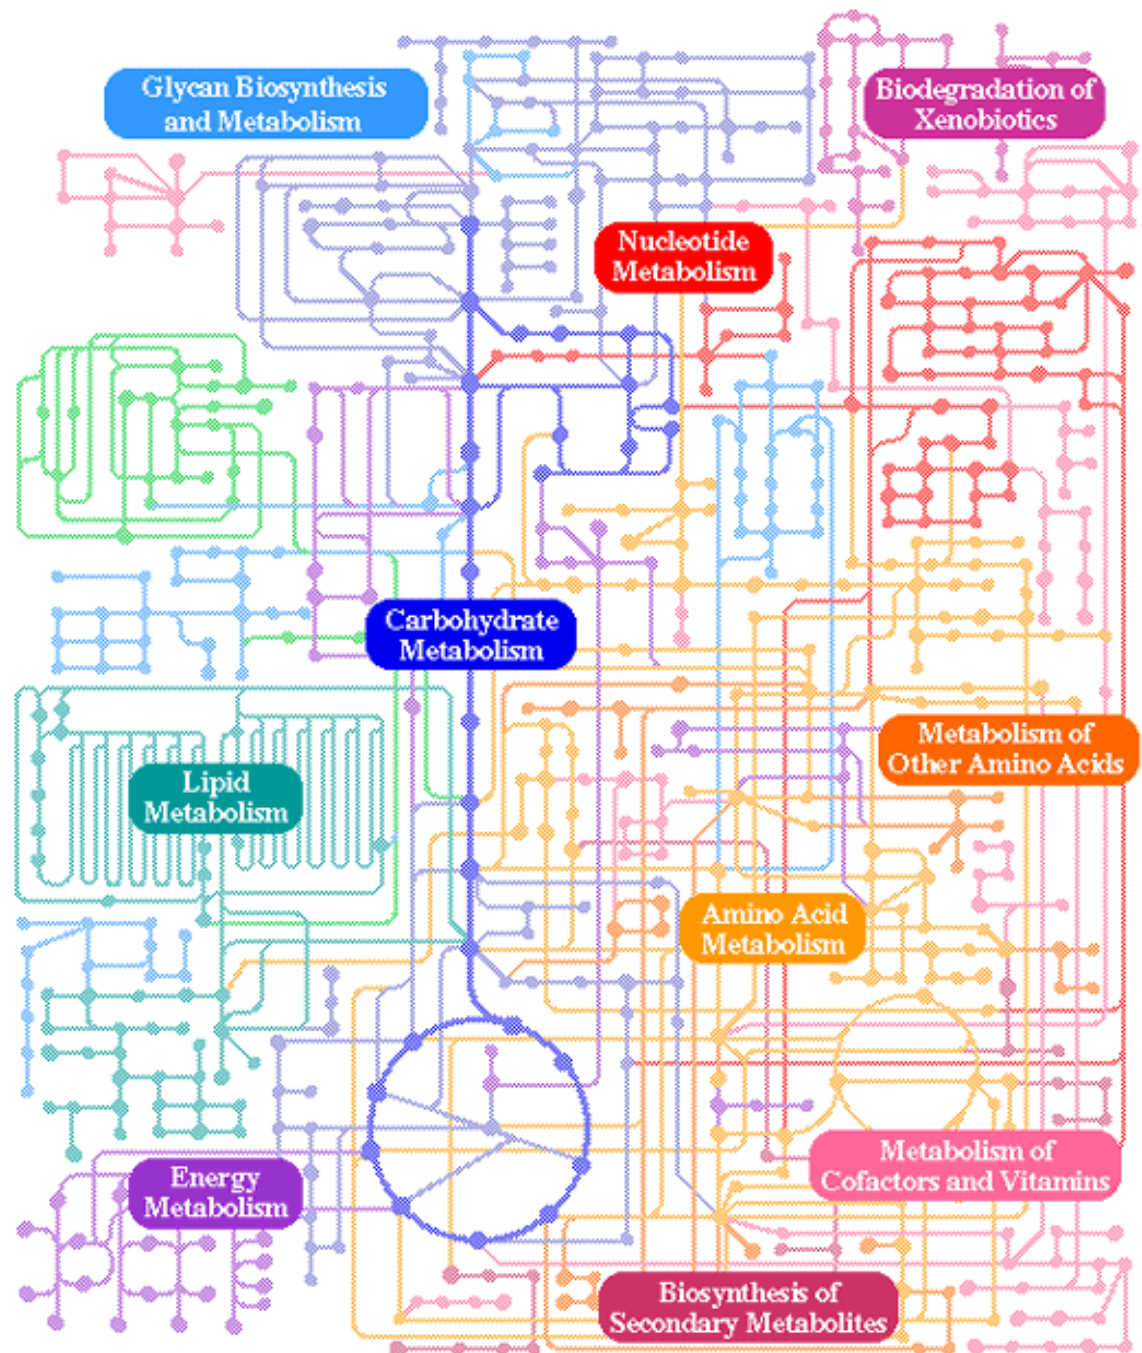 Glycan Biosynthesis
and Metabolism
Biodegradation of
Xenobiotics
Nucleotide
Metabolism
Carbohydrate
Metabolism
Metabolism of
Other Amino Acids
Lipid
Metabolism
Amino Acid
Metabolism
Metabolism of
Cofactors and Vitamins
Energy
Metabolism
Biosynthesis of
Secondary Metabolites